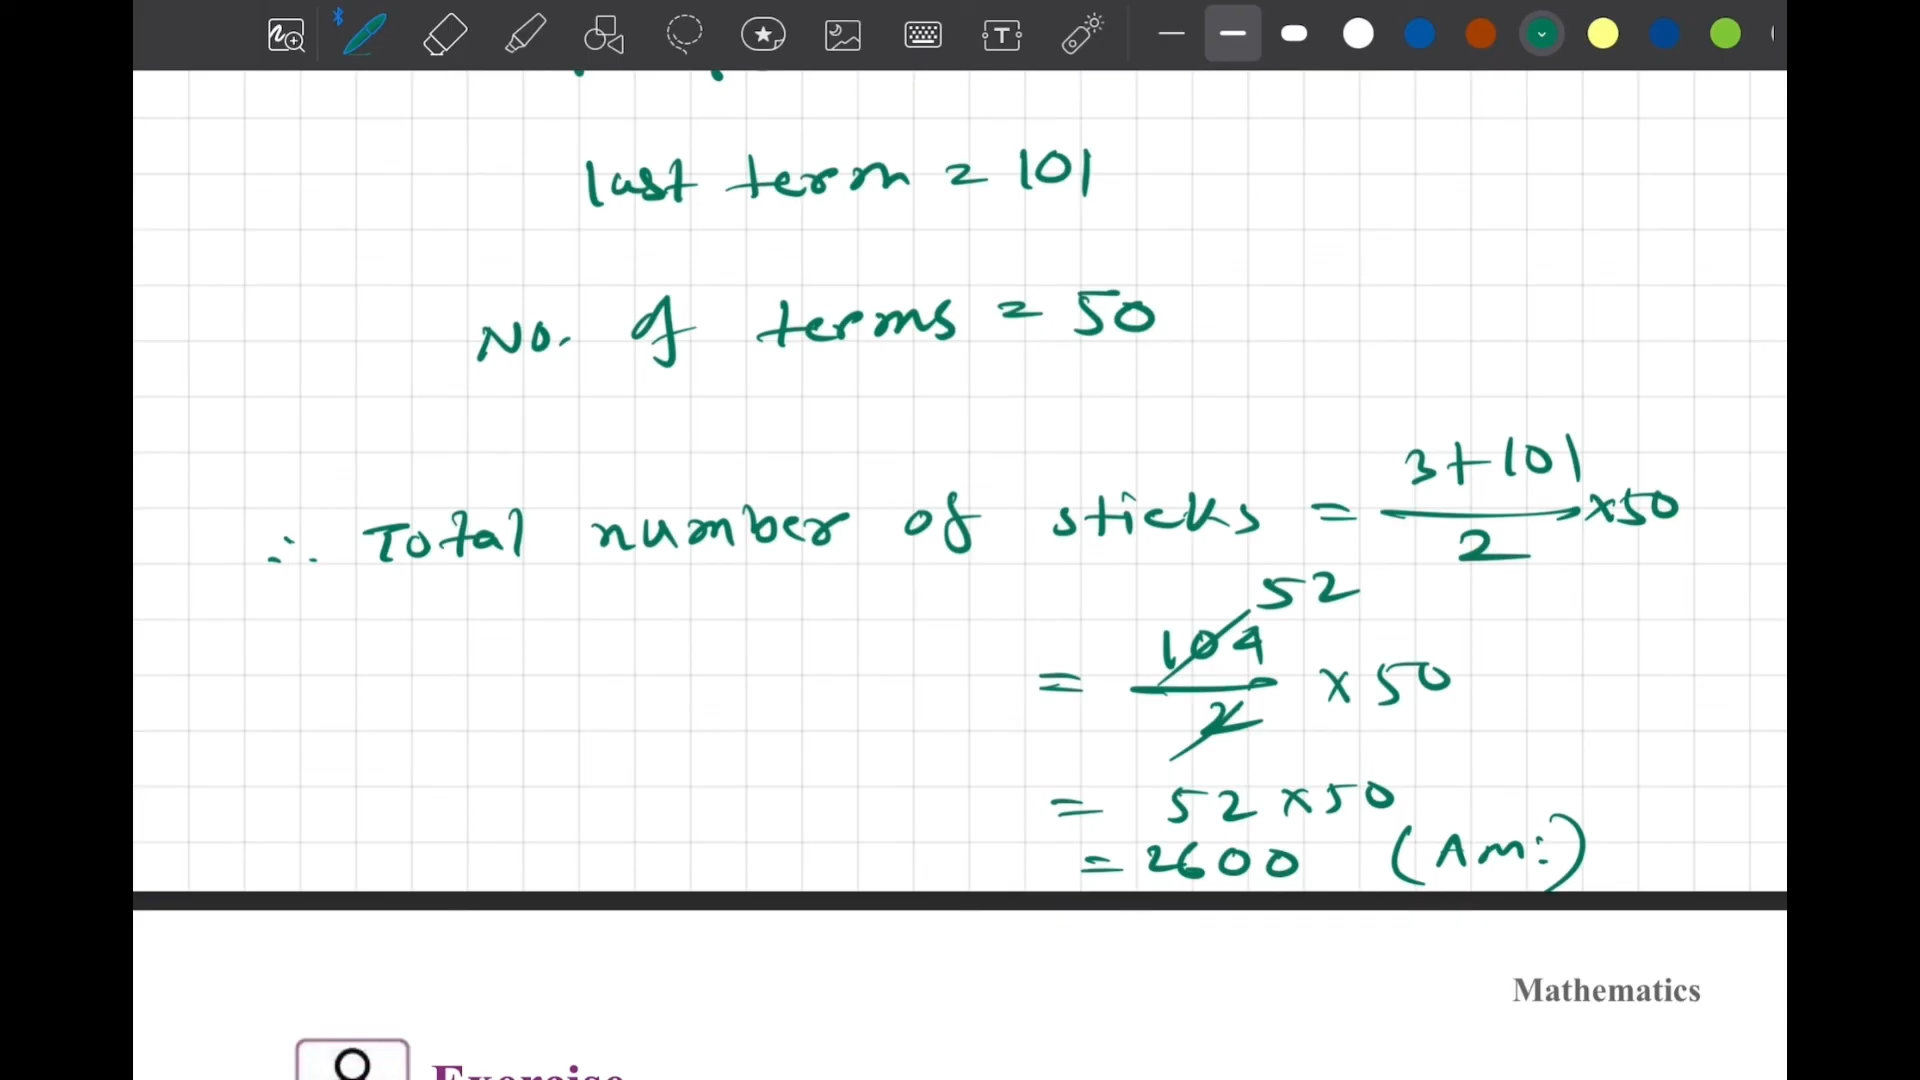 last term = 101
No. of terms = 50
∴ Total number of sticks = 3+101/2 ×50
= 104/2 × 50
52
= 52 × 50
= 2600 (Ans:)
Mathematics
Exercise